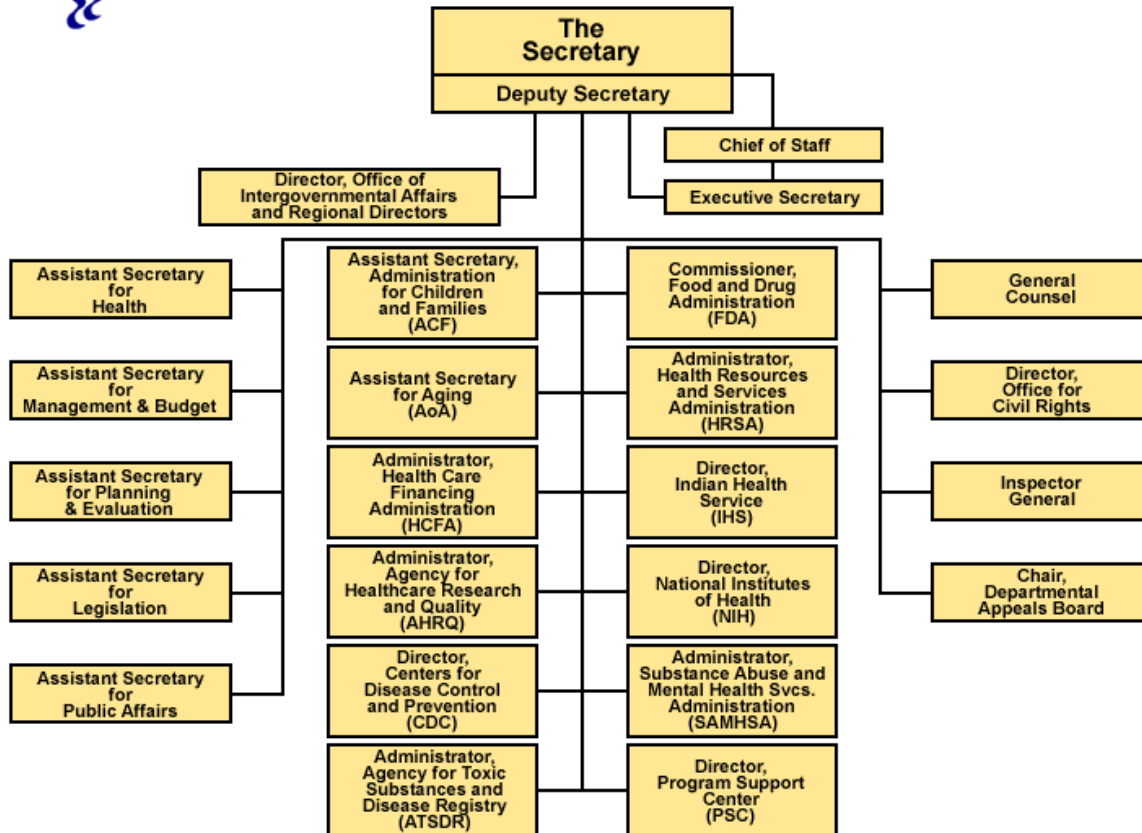 The
Secretary
Deputy Secretary
Chief of Staff
Director, Office of
Intergovernmental Affairs
and Regional Directors
Executive Secretary
Assistant Secretary
for
Health
Assistant Secretary,
Administration
for Children
and Families
(ACF)
Commissioner,
Food and Drug
Administration
(FDA)
General
Counsel
Assistant Secretary
for
Management & Budget
Assistant Secretary
for Aging
(AoA)
Administrator,
Health Resources
and Services
Administration
(HRSA)
Director,
Office for
Civil Rights
Assistant Secretary
for Planning
& Evaluation
Administrator,
Health Care
Financing
Administration
(HCFA)
Director,
Indian Health
Service
(IHS)
Inspector
General
Assistant Secretary
for
Legislation
Administrator,
Agency for
Healthcare Research
and Quality
(AHRQ)
Director,
National Institutes
of Health
(NIH)
Chair,
Departmental
Appeals Board
Assistant Secretary
for
Public Affairs
Director,
Centers for
Disease Control
and Prevention
(CDC)
Administrator,
Substance Abuse and
Mental Health Svcs.
Administration
(SAMHSA)
Administrator,
Agency for Toxic
Substances and
Disease Registry
(ATSDR)
Director,
Program Support
Center
(PSC)